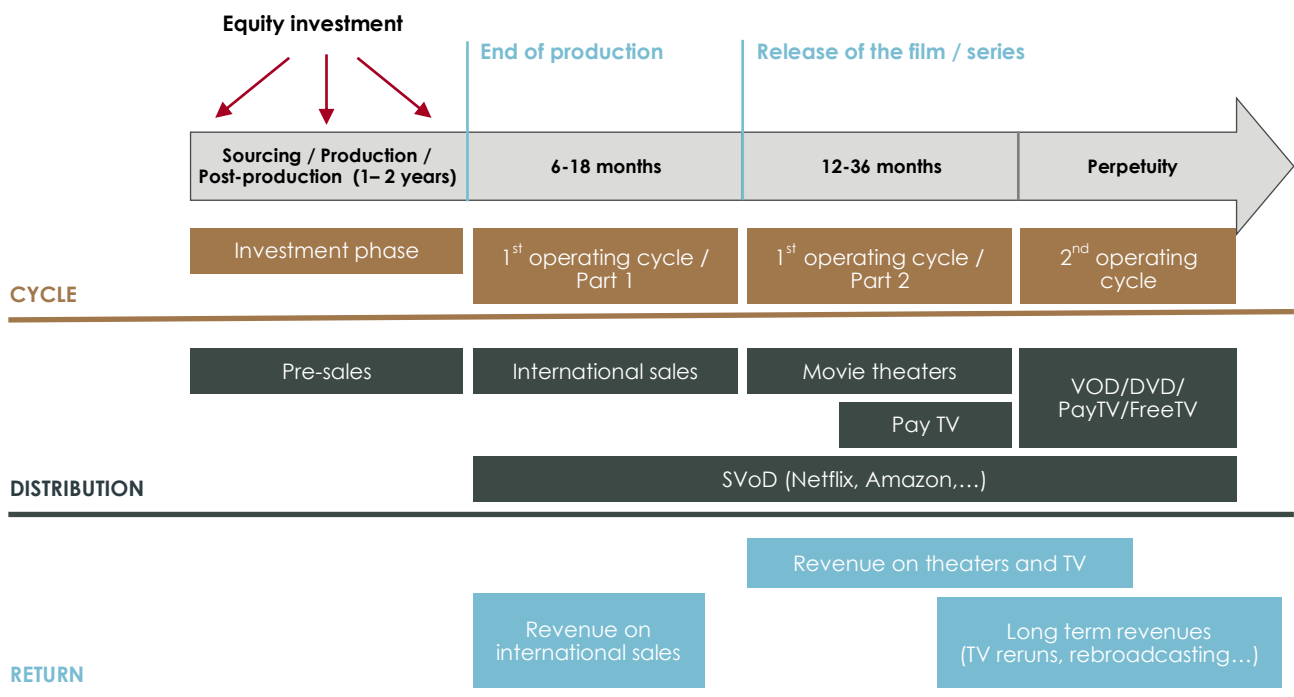 Equity investment
End of production
Release of the film / series
Sourcing / Production /
Post-production (1– 2 years)
6-18 months
12-36 months
Perpetuity
Investment phase
1st operating cycle /
Part 1
1st operating cycle /
Part 2
2nd operating
cycle
CYCLE
Pre-sales
International sales
Movie theaters
VOD/DVD/
PayTV/FreeTV
Pay TV
SVoD (Netflix, Amazon,…)
DISTRIBUTION
Revenue on theaters and TV
Revenue on
international sales
Long term revenues
(TV reruns, rebroadcasting…)
RETURN